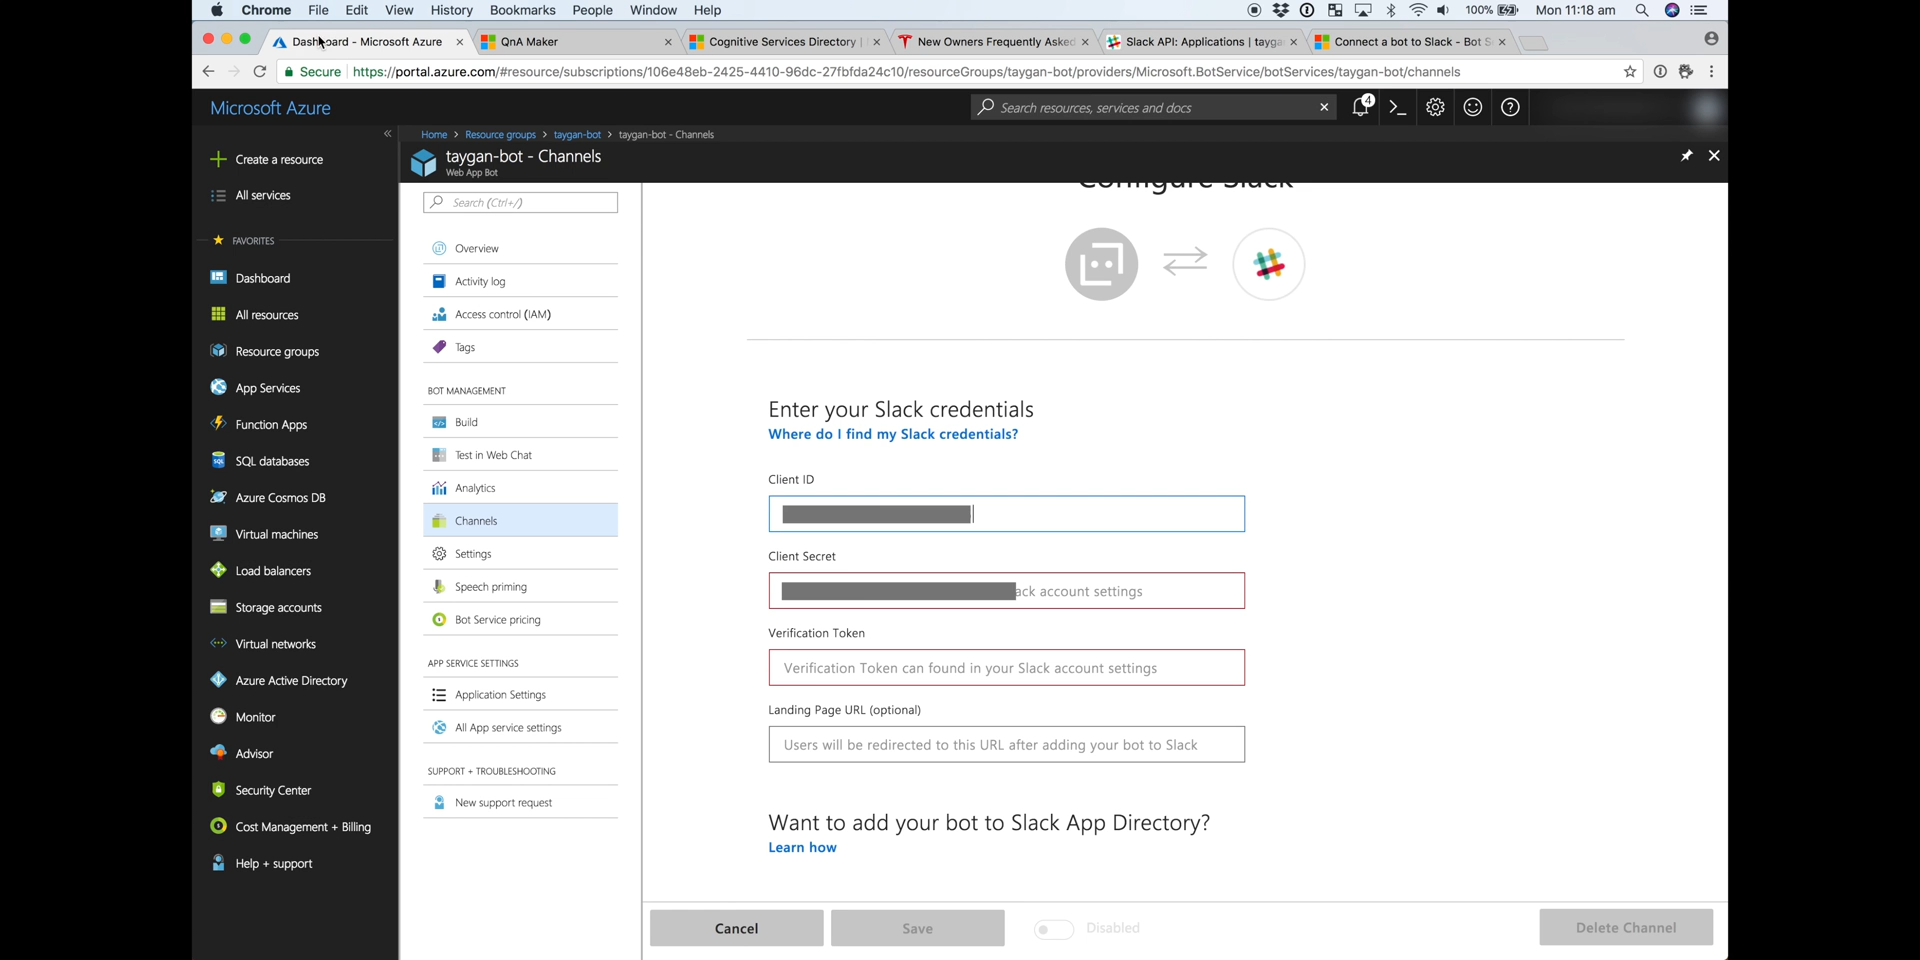 Chrome File Edit View History Bookmarks People Window Help 100% Mon 11:18 am
Dashboard - Microsoft Azure QnA Maker Cognitive Services Directory | New Owners Frequently Asked Slack API: Applications | tayga Connect a bot to Slack - Bot S
Secure https://portal.azure.com/#resource/subscriptions/106e48eb-2425-4410-96dc-27fbfda24c10/resourceGroups/taygan-bot/providers/Microsoft.BotService/botServices/taygan-bot/channels
Microsoft Azure
Search resources, services and docs
4
Home > Resource groups > taygan-bot > taygan-bot - Channels
taygan-bot - Channels
Web App Bot
Create a resource
All services
FAVORITES
Dashboard
All resources
Resource groups
App Services
Function Apps
SQL databases
Azure Cosmos DB
Virtual machines
Load balancers
Storage accounts
Virtual networks
Azure Active Directory
Monitor
Advisor
Security Center
Cost Management + Billing
Help + support
Search (Ctrl+/)
Overview
Activity log
Access control (IAM)
Tags
BOT MANAGEMENT
Build
Test in Web Chat
Analytics
Channels
Settings
Speech priming
Bot Service pricing
APP SERVICE SETTINGS
Application Settings
All App service settings
SUPPORT + TROUBLESHOOTING
New support request
Configure Slack
Enter your Slack credentials
Where do I find my Slack credentials?
Client ID
Client Secret
ack account settings
Verification Token
Verification Token can found in your Slack account settings
Landing Page URL (optional)
Users will be redirected to this URL after adding your bot to Slack
Want to add your bot to Slack App Directory?
Learn how
Cancel
Save
Disabled
Delete Channel